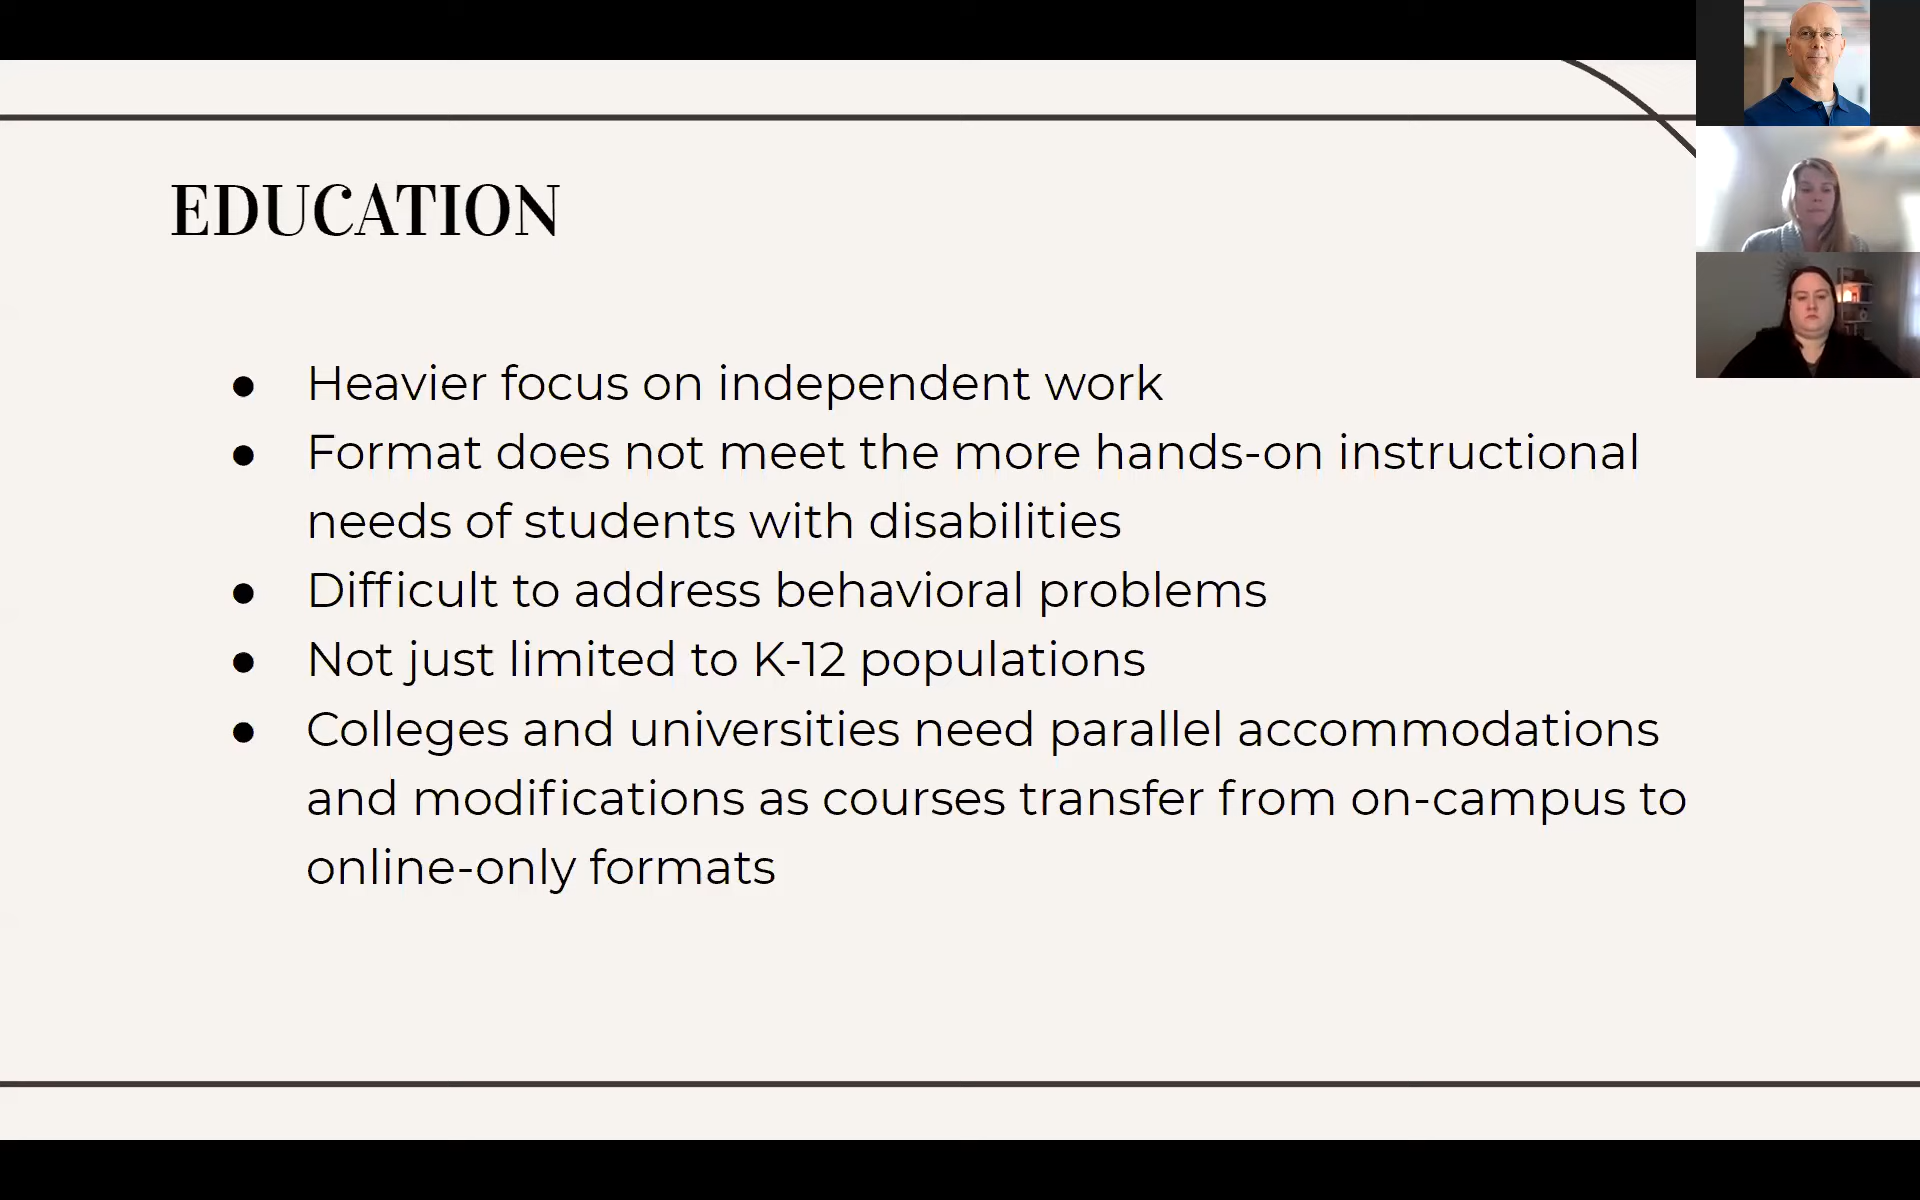 EDUCATION
● Heavier focus on independent work
● Format does not meet the more hands-on instructional
needs of students with disabilities
● Difficult to address behavioral problems
● Not just limited to K-12 populations
● Colleges and universities need parallel accommodations
and modifications as courses transfer from on-campus to
online-only formats